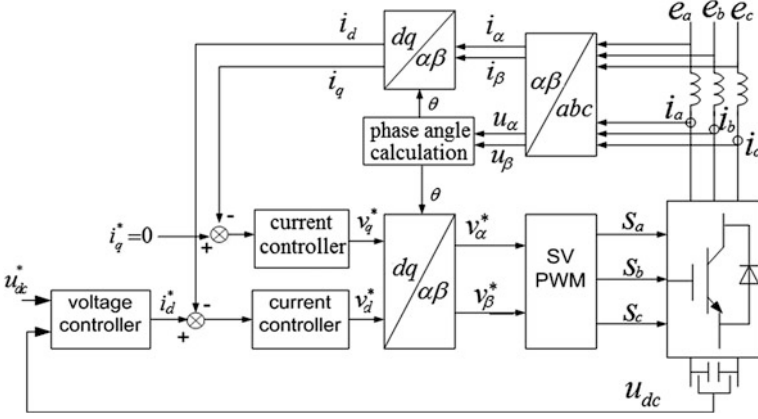 e_a e_b e_c
i_d
dq
αβ
i_α
i_β
αβ
abc
i_q
θ
phase angle
calculation
u_α
u_β
i_a i_b i_c
θ
-
i_q^*=0
+
current
controller
v_q^*
dq
αβ
v_α^*
SV
PWM
S_a
S_b
S_c
u_dc^*
voltage
controller
i_d^*
-
+
current
controller
v_d^*
v_β^*
u_dc